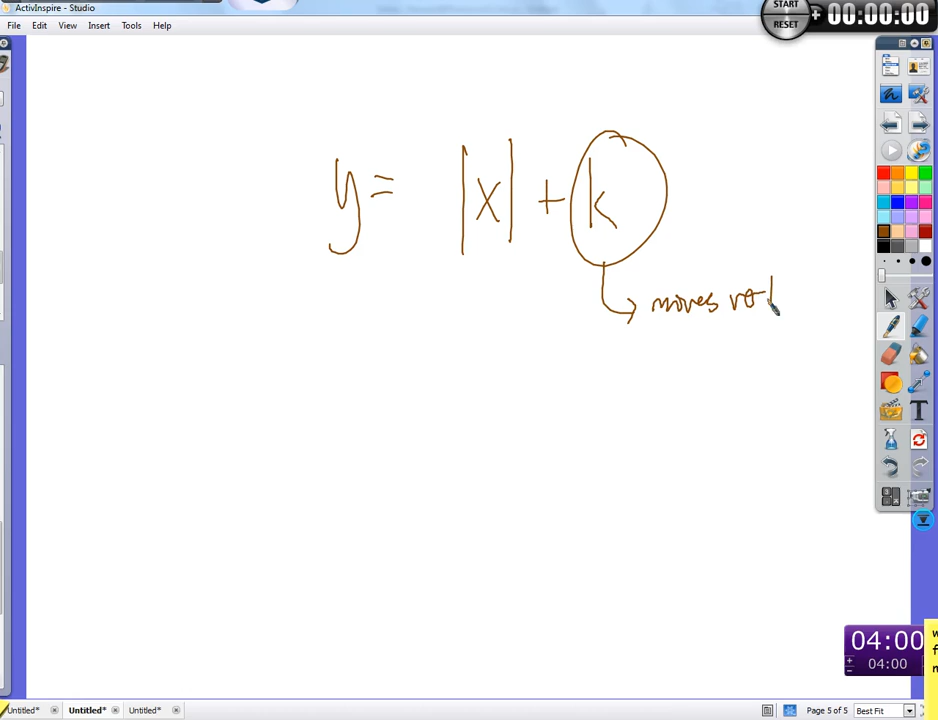 ActivInspire - Studio
START
RESET
00:00:00
File Edit View Insert Tools Help
y = |x| + k
moves
04:00
04:00
Untitled* Untitled* Untitled*
Page 5 of 5 Best Fit